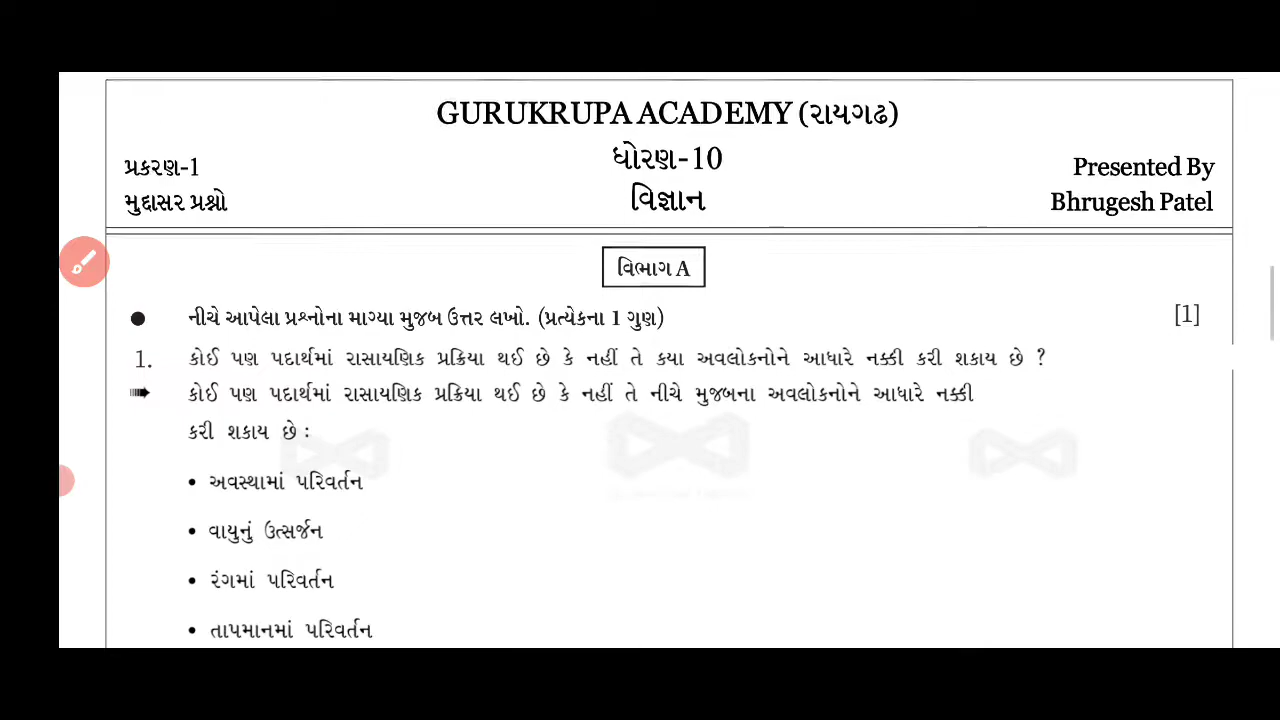 GURUKRUPA ACADEMY (રાયગઢ)
ધોરણ-10
પ્રકરણ-1
Presented By
મુદ્દાસર પ્રશ્નો
વિજ્ઞાન
Bhrugesh Patel
વિભાગ A
● નીચે આપેલા પ્રશ્નોના માગ્યા મુજબ ઉત્તર લખો. (પ્રત્યેકના 1 ગુણ) [1]
1. કોઈ પણ પદાર્થમાં રાસાયણિક પ્રક્રિયા થઈ છે કે નહીં તે કયા અવલોકનોને આધારે નક્કી કરી શકાય છે ?
➠ કોઈ પણ પદાર્થમાં રાસાયણિક પ્રક્રિયા થઈ છે કે નહીં તે નીચે મુજબના અવલોકનોને આધારે નક્કી
કરી શકાય છે :
• અવસ્થામાં પરિવર્તન
• વાયુનું ઉત્સર્જન
• રંગમાં પરિવર્તન
• તાપમાનમાં પરિવર્તન